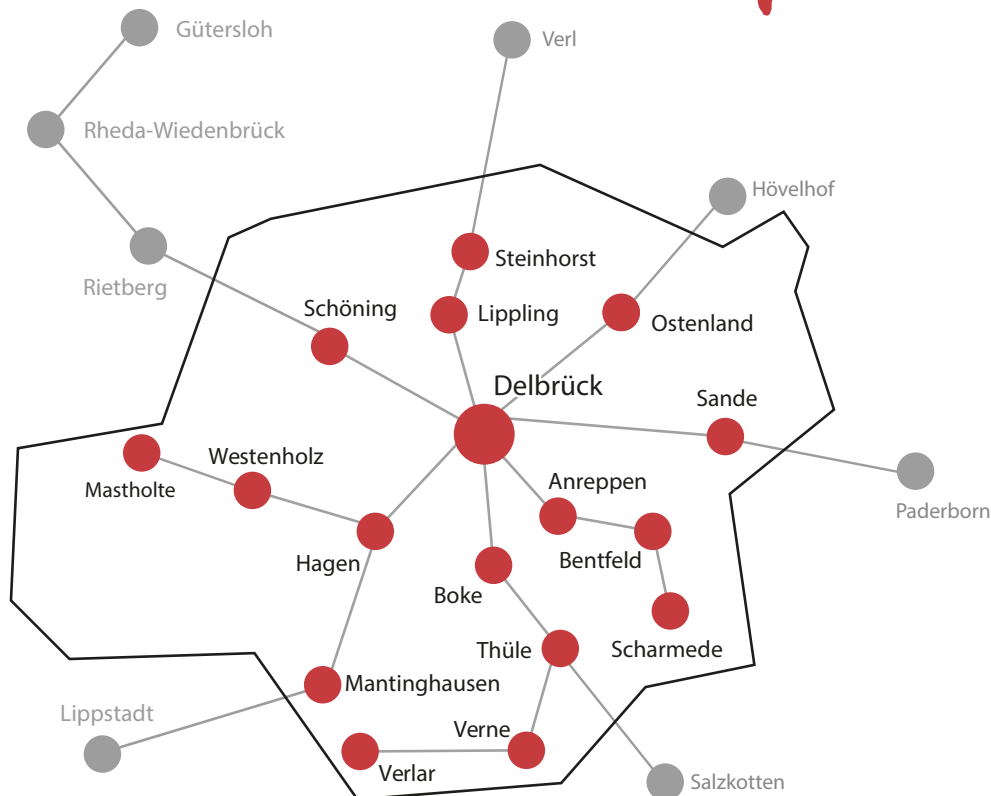 Gütersloh
Verl
Rheda-Wiedenbrück
Hövelhof
Steinhorst
Rietberg
Schöning
Lippling
Ostenland
Delbrück
Sande
Westenholz
Mastholte
Anreppen
Paderborn
Hagen
Bentfeld
Boke
Thüle
Scharmede
Mantinghausen
Lippstadt
Verne
Verlar
Salzkotten